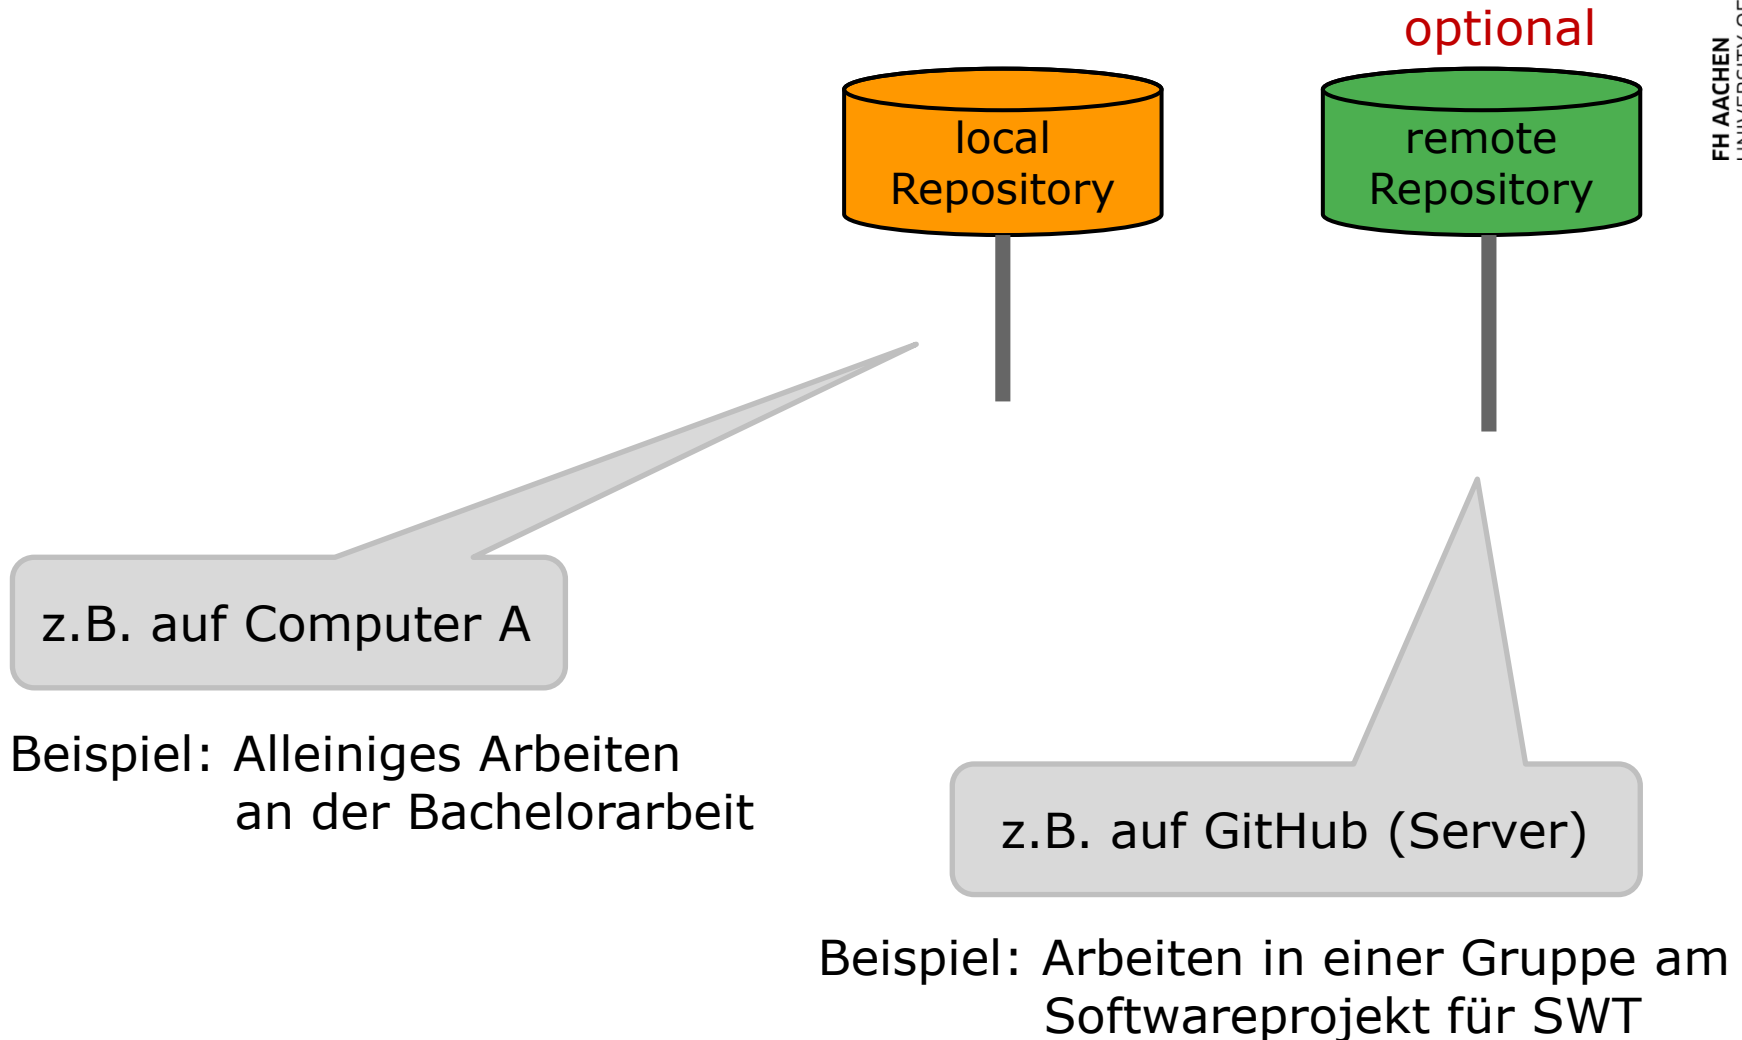 optional
local
Repository
remote
Repository
FH AACHEN
z.B. auf Computer A
Beispiel: Alleiniges Arbeiten
an der Bachelorarbeit
z.B. auf GitHub (Server)
Beispiel: Arbeiten in einer Gruppe am
Softwareprojekt für SWT